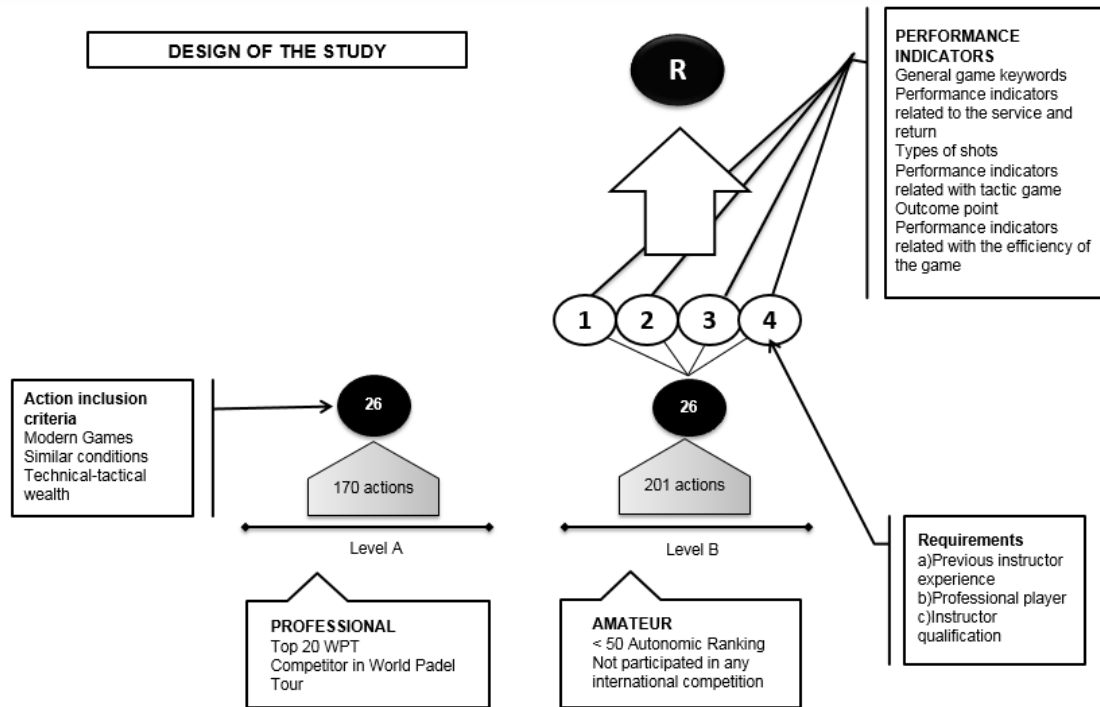 DESIGN OF THE STUDY
R
PERFORMANCE
INDICATORS
General game keywords
Performance indicators
related to the service and
return
Types of shots
Performance indicators
related with tactic game
Outcome point
Performance indicators
related with the efficiency of
the game
1
2
3
4
Action inclusion
criteria
Modern Games
Similar conditions
Technical-tactical
wealth
26
26
170 actions
201 actions
Level A
Level B
PROFESSIONAL
Top 20 WPT
Competitor in World Padel
Tour
AMATEUR
< 50 Autonomic Ranking
Not participated in any
international competition
Requirements
a)Previous instructor
experience
b)Professional player
c)Instructor
qualification